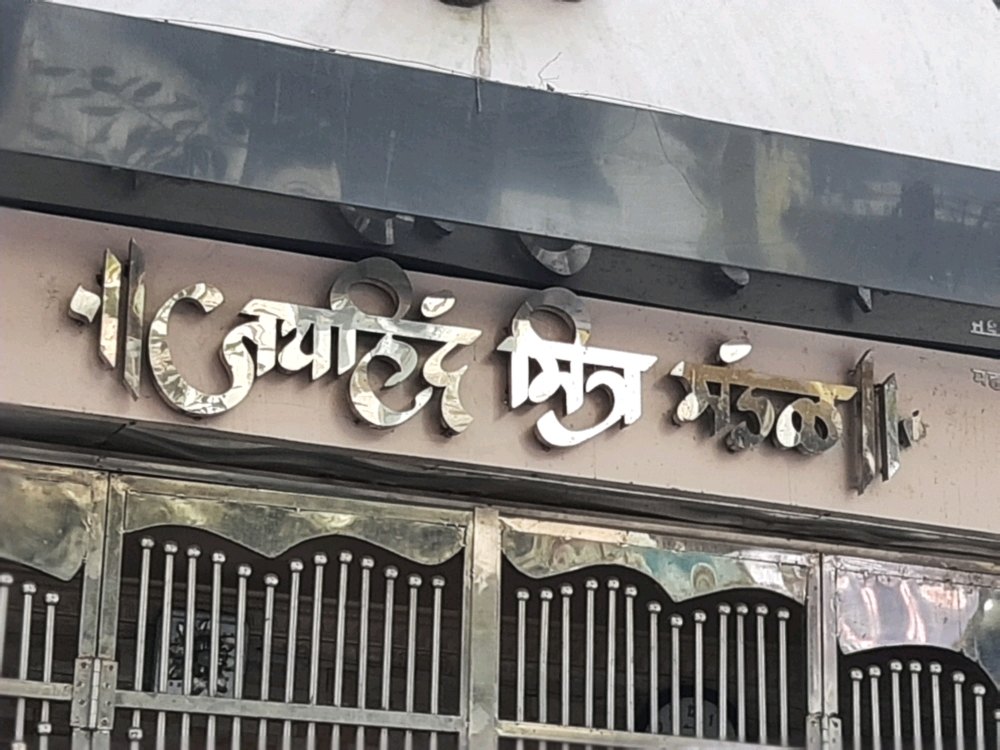 ॥ जयहिंद मित्र मंडळ ॥